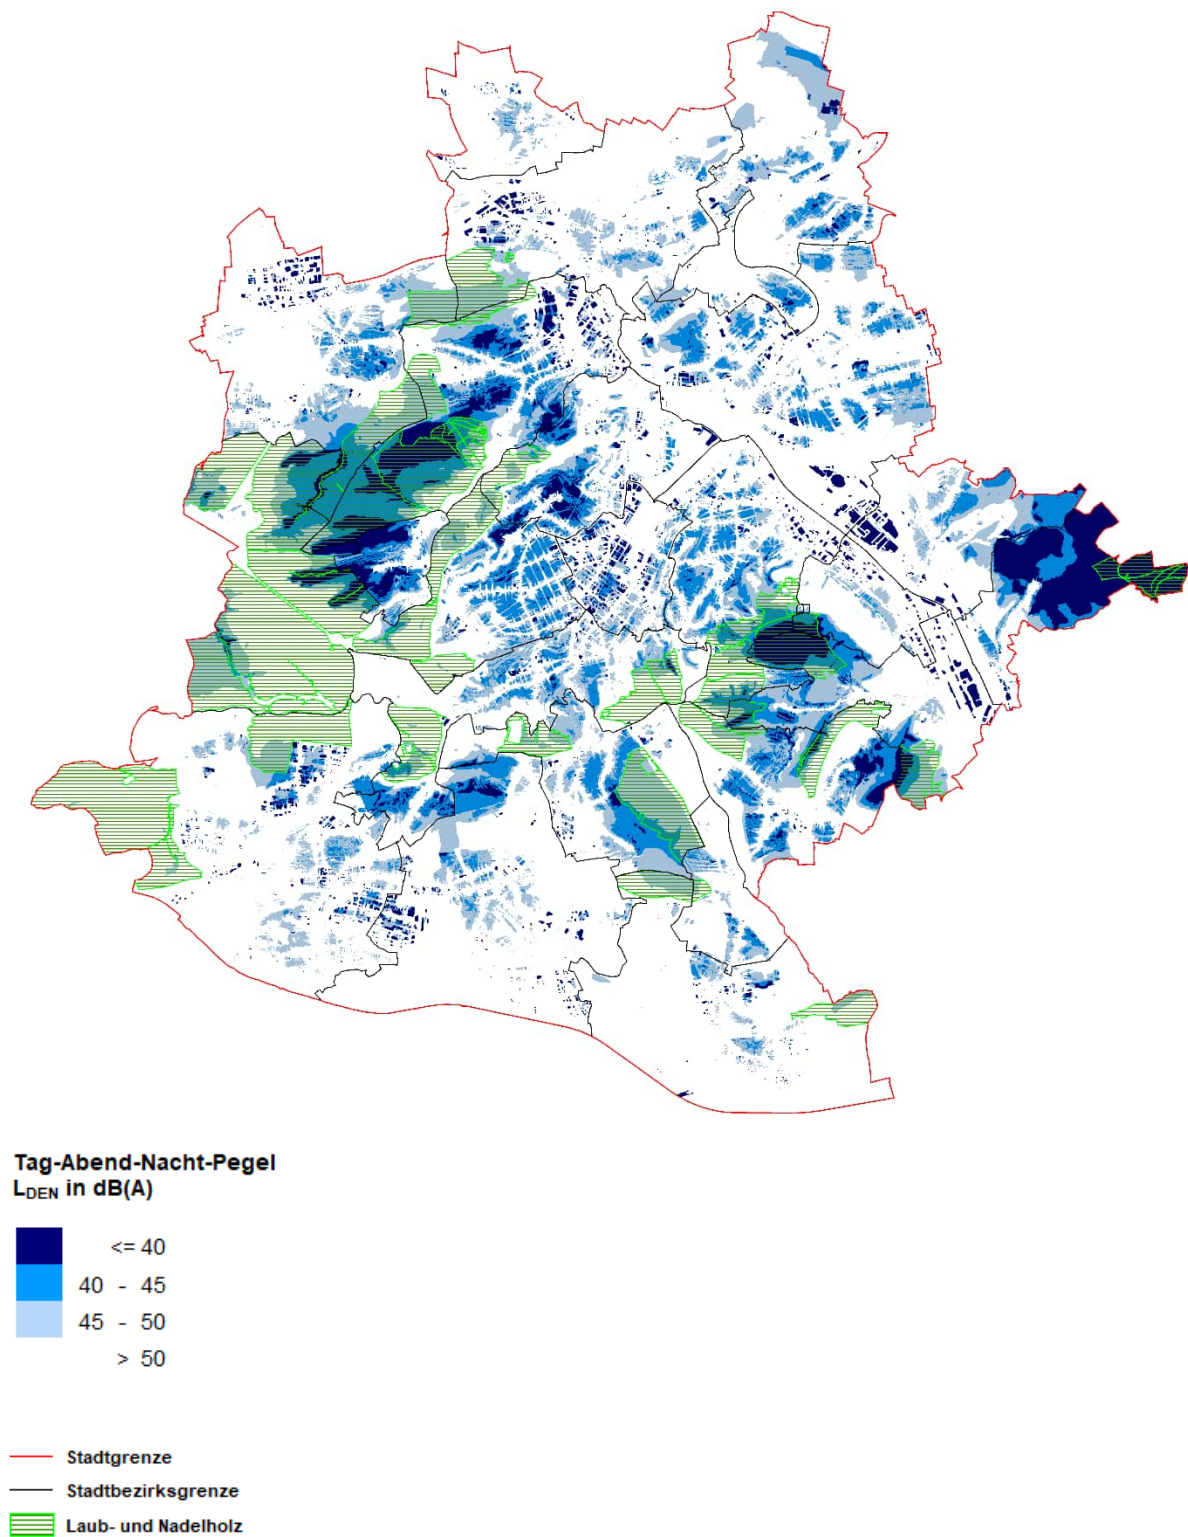 Tag-Abend-Nacht-Pegel
LDEN in dB(A)
<= 40
40 - 45
45 - 50
> 50
Stadtgrenze
Stadtbezirksgrenze
Laub- und Nadelholz